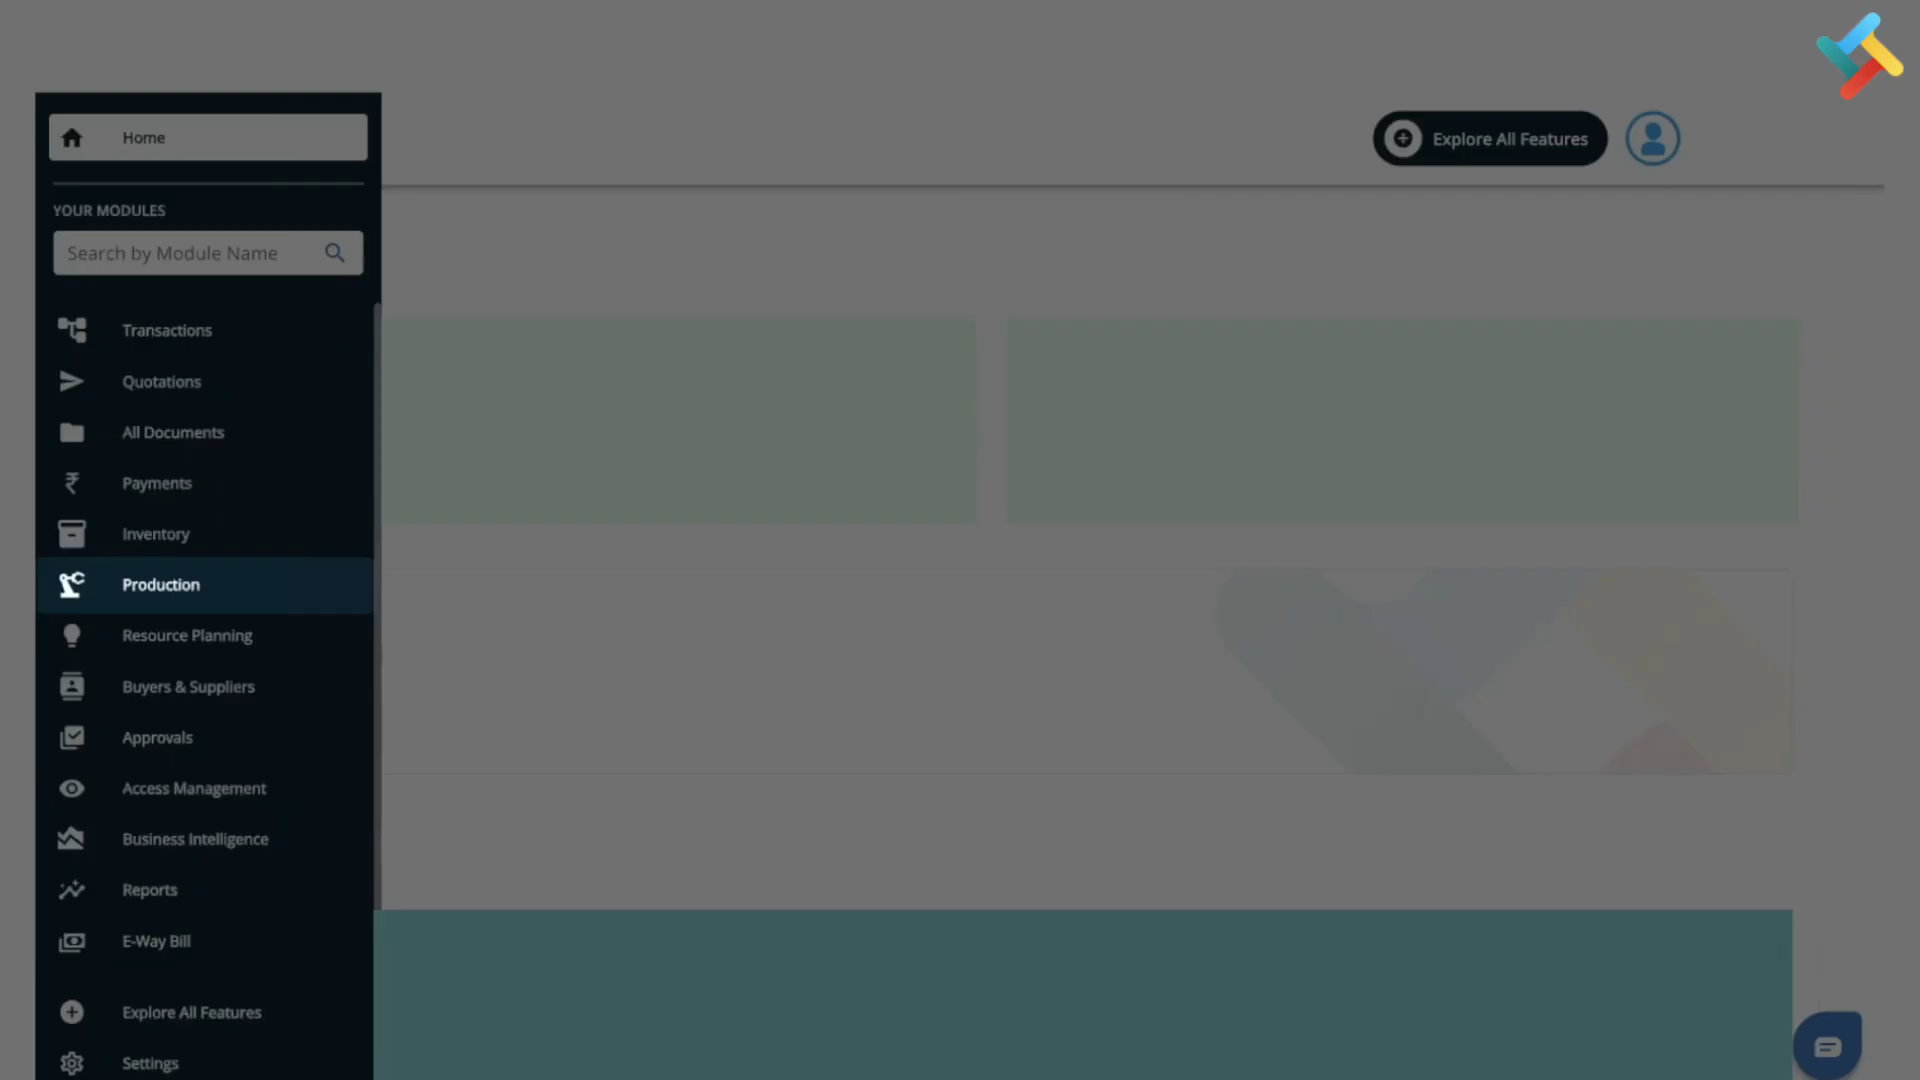 Home
Explore All Features
YOUR MODULES
Search by Module Name
Transactions
Quotations
All Documents
Payments
Inventory
Production
Resource Planning
Buyers & Suppliers
Approvals
Access Management
Business Intelligence
Reports
E-Way Bill
Explore All Features
Settings